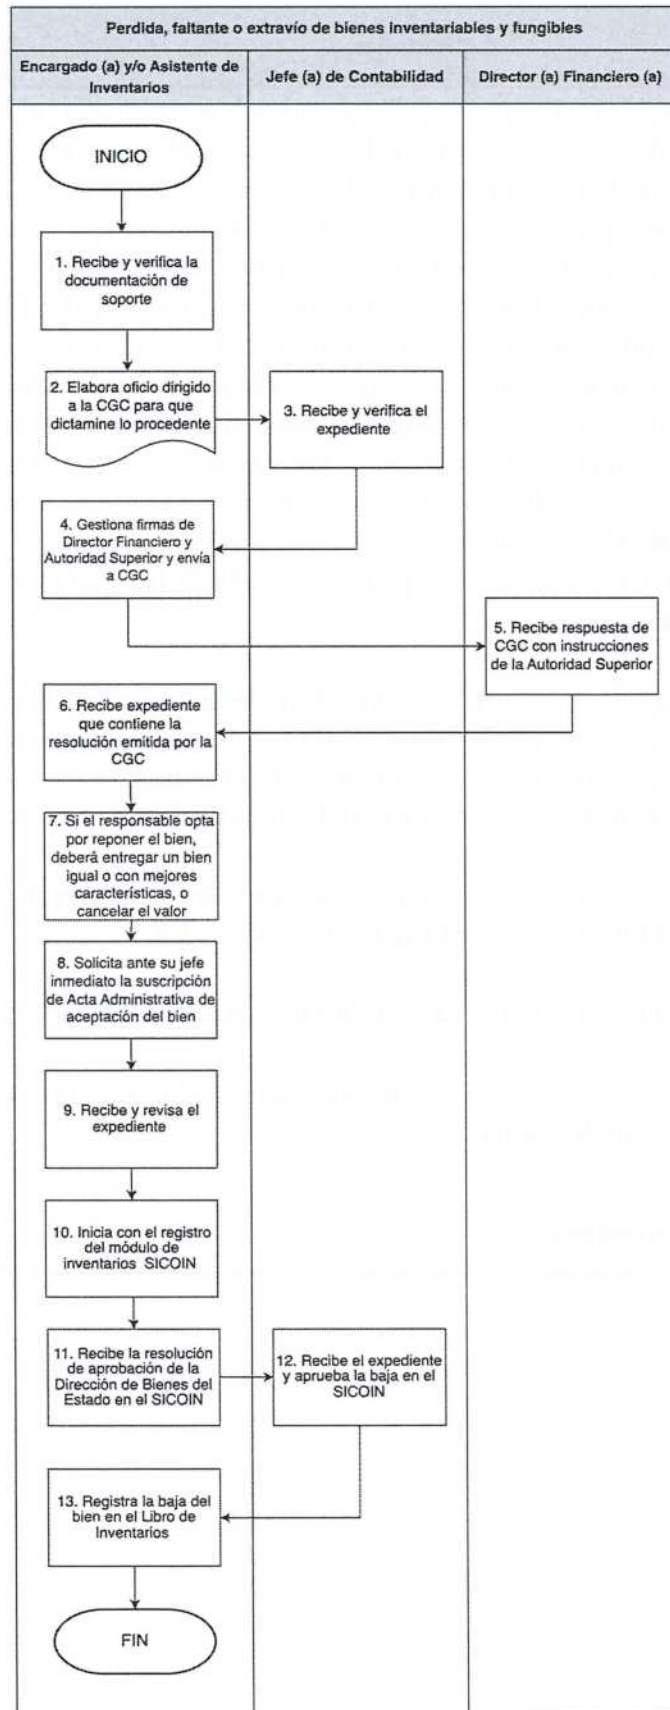 Perdida, faltante o extravío de bienes inventariables y fungibles
Encargado (a) y/o Asistente de
Inventarios
Jefe (a) de Contabilidad
Director (a) Financiero (a)
INICIO
1. Recibe y verifica la
documentación de
soporte
2. Elabora oficio dirigido
a la CGC para que
dictamine lo procedente
3. Recibe y verifica el
expediente
4. Gestiona firmas de
Director Financiero y
Autoridad Superior y envía
a CGC
5. Recibe respuesta de
CGC con instrucciones
de la Autoridad Superior
6. Recibe expediente
que contiene la
resolución emitida por la
CGC
7. Si el responsable opta
por reponer el bien,
deberá entregar un bien
igual o con mejores
características, o
cancelar el valor
8. Solicita ante su jefe
inmediato la suscripción
de Acta Administrativa de
aceptación del bien
9. Recibe y revisa el
expediente
10. Inicia con el registro
del módulo de
inventarios SICOIN
11. Recibe la resolución
de aprobación de la
Dirección de Bienes del
Estado en el SICOIN
12. Recibe el expediente
y aprueba la baja en el
SICOIN
13. Registra la baja del
bien en el Libro de
Inventarios
FIN